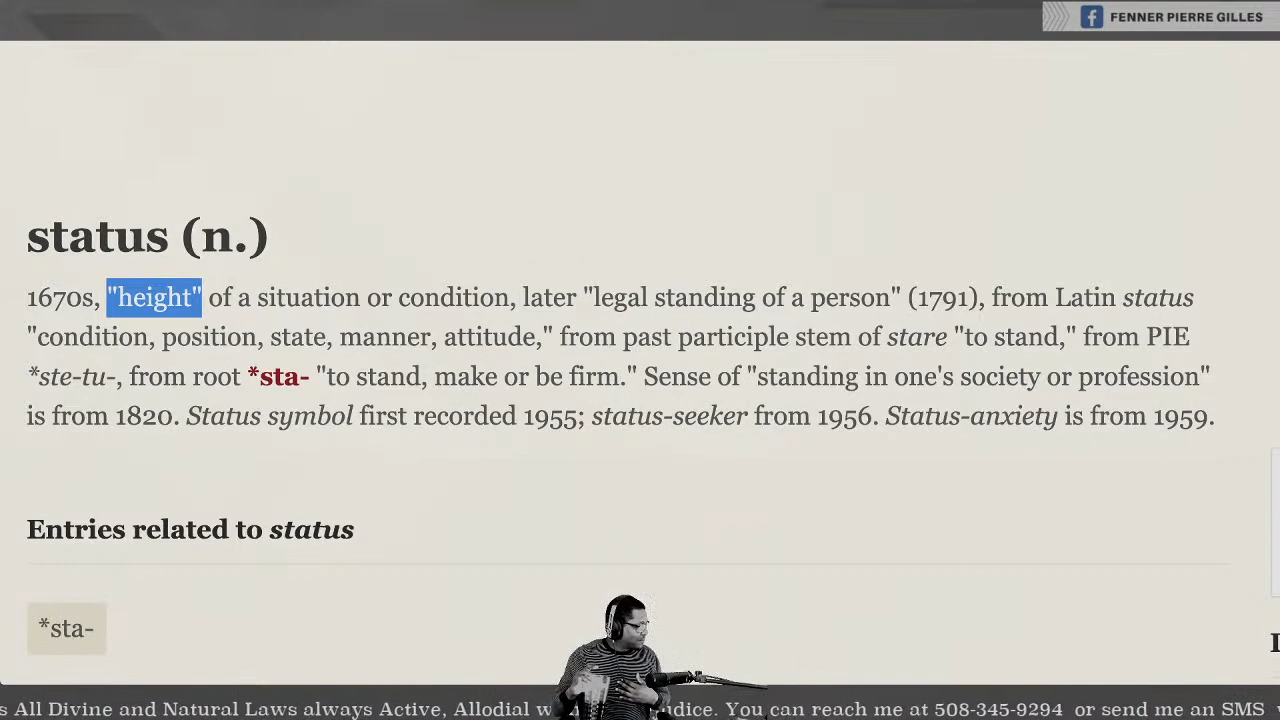 FENNER PIERRE GILLES
status (n.)
1670s, "height" of a situation or condition, later "legal standing of a person" (1791), from Latin status
"condition, position, state, manner, attitude," from past participle stem of stare "to stand," from PIE
*ste-tu-, from root *sta- "to stand, make or be firm." Sense of "standing in one's society or profession"
is from 1820. Status symbol first recorded 1955; status-seeker from 1956. Status-anxiety is from 1959.
Entries related to status
*sta-
s All Divine and Natural Laws always Active, Allodial w udice. You can reach me at 508-345-9294 or send me an SMS